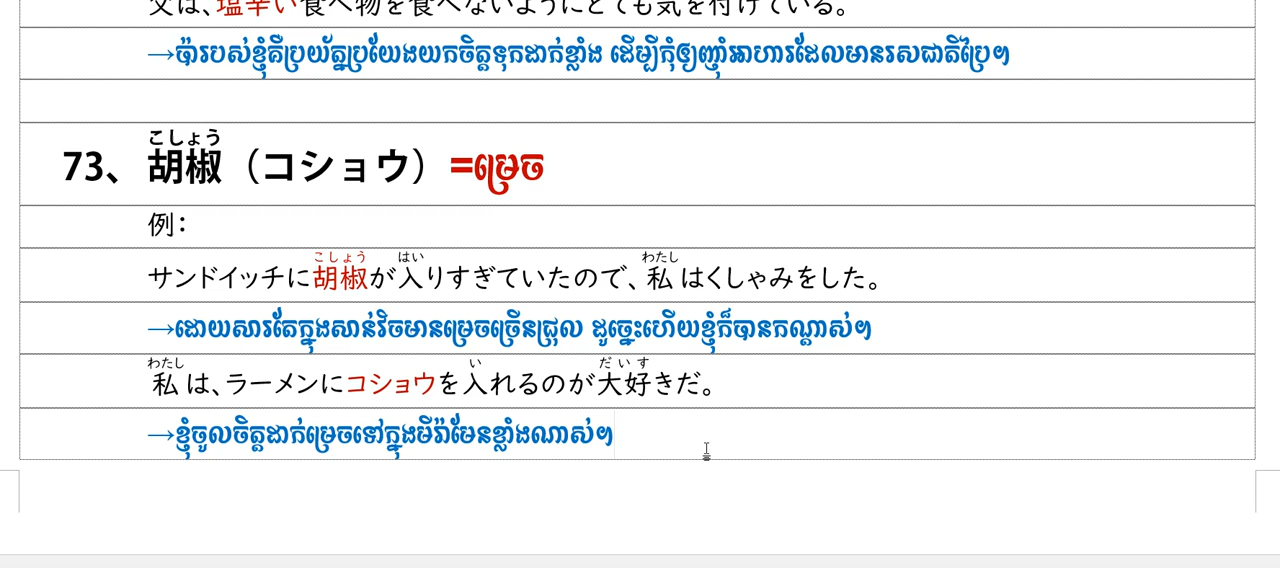 父は、塩辛い食べ物を食べないようにとても気を付けている。
→ប៉ារបស់ខ្ញុំគឺប្រយ័ត្នប្រយែងយកចិត្តទុកដាក់ខ្លាំង ដើម្បីកុំឲ្យញ៉ាំអាហារដែលមានរសជាតិប្រៃៗ
73、胡椒（コショウ）=ម្រេច
こしょう
例：
サンドイッチに胡椒が入りすぎていたので、私はくしゃみをした。
こしょう はい わたし
→ដោយសារតែក្នុងសាន់វិចមានម្រេចច្រើនជ្រុល ដូច្នេះហើយខ្ញុំក៏បានកណ្ដាស់ៗ
私は、ラーメンにコショウを入れるのが大好きだ。
わたし い だいす
→ខ្ញុំចូលចិត្តដាក់ម្រេចទៅក្នុងមីរ៉ាមែនខ្លាំងណាស់ៗ